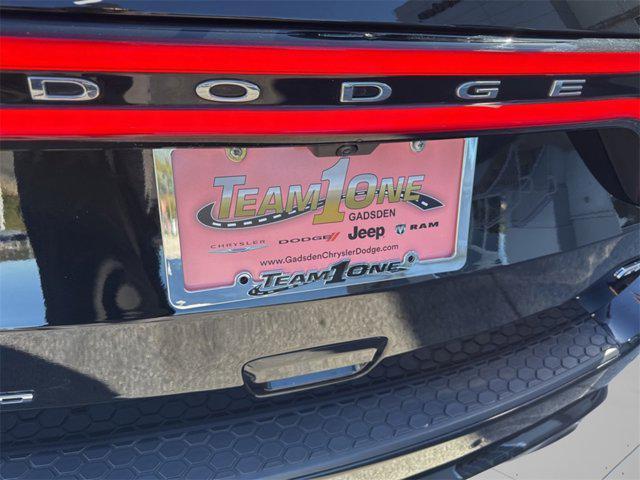 DODGE
TEAM 1 ONE
GADSDEN
CHRYSLER DODGE Jeep RAM
www.GadsdenChryslerDodge.com
TEAM 1 ONE